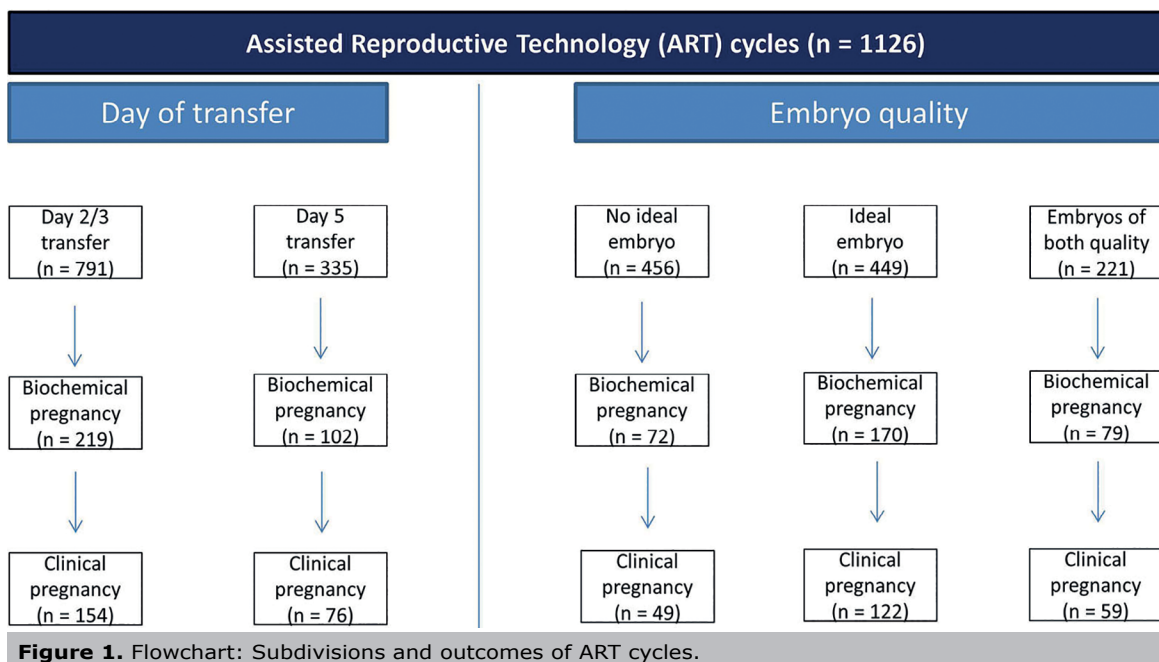 Assisted Reproductive Technology (ART) cycles (n = 1126)
Day of transfer
Embryo quality
Day 2/3
transfer
(n = 791)
Day 5
transfer
(n = 335)
No ideal
embryo
(n = 456)
Ideal
embryo
(n = 449)
Embryos of
both quality
(n = 221)
Biochemical
pregnancy
(n = 219)
Biochemical
pregnancy
(n = 102)
Biochemical
pregnancy
(n = 72)
Biochemical
pregnancy
(n = 170)
Biochemical
pregnancy
(n = 79)
Clinical
pregnancy
(n = 154)
Clinical
pregnancy
(n = 76)
Clinical
pregnancy
(n = 49)
Clinical
pregnancy
(n = 122)
Clinical
pregnancy
(n = 59)
Figure 1. Flowchart: Subdivisions and outcomes of ART cycles.